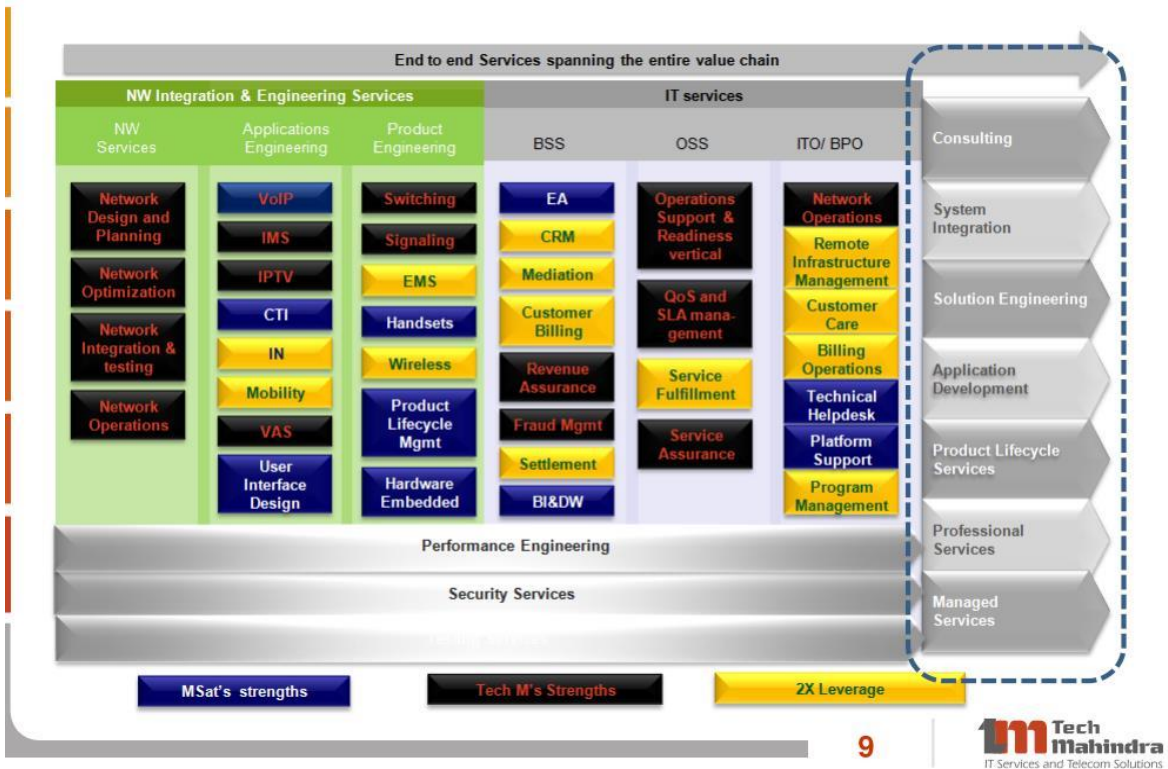 End to end Services spanning the entire value chain
NW Integration & Engineering Services
IT services
NW
Services
Applications
Engineering
Product
Engineering
BSS
OSS
ITO/ BPO
Network
Design and
Planning
Network
Optimization
Network
Integration &
testing
Network
Operations
VoIP
IMS
IPTV
CTI
IN
Mobility
VAS
User
Interface
Design
Switching
Signaling
EMS
Handsets
Wireless
Product
Lifecycle
Mgmt
Hardware
Embedded
EA
CRM
Mediation
Customer
Billing
Revenue
Assurance
Fraud Mgmt
Settlement
BI&DW
Operations
Support &
Readiness
vertical
QoS and
SLA mana-
gement
Service
Fulfillment
Service
Assurance
Network
Operations
Remote
Infrastructure
Management
Customer
Care
Billing
Operations
Technical
Helpdesk
Platform
Support
Program
Management
Consulting
System
Integration
Solution Engineering
Application
Development
Product Lifecycle
Services
Professional
Services
Managed
Services
Performance Engineering
Security Services
MSat's strengths
Tech M's Strengths
2X Leverage
9
Tech
Mahindra
IT Services and Telecom Solutions